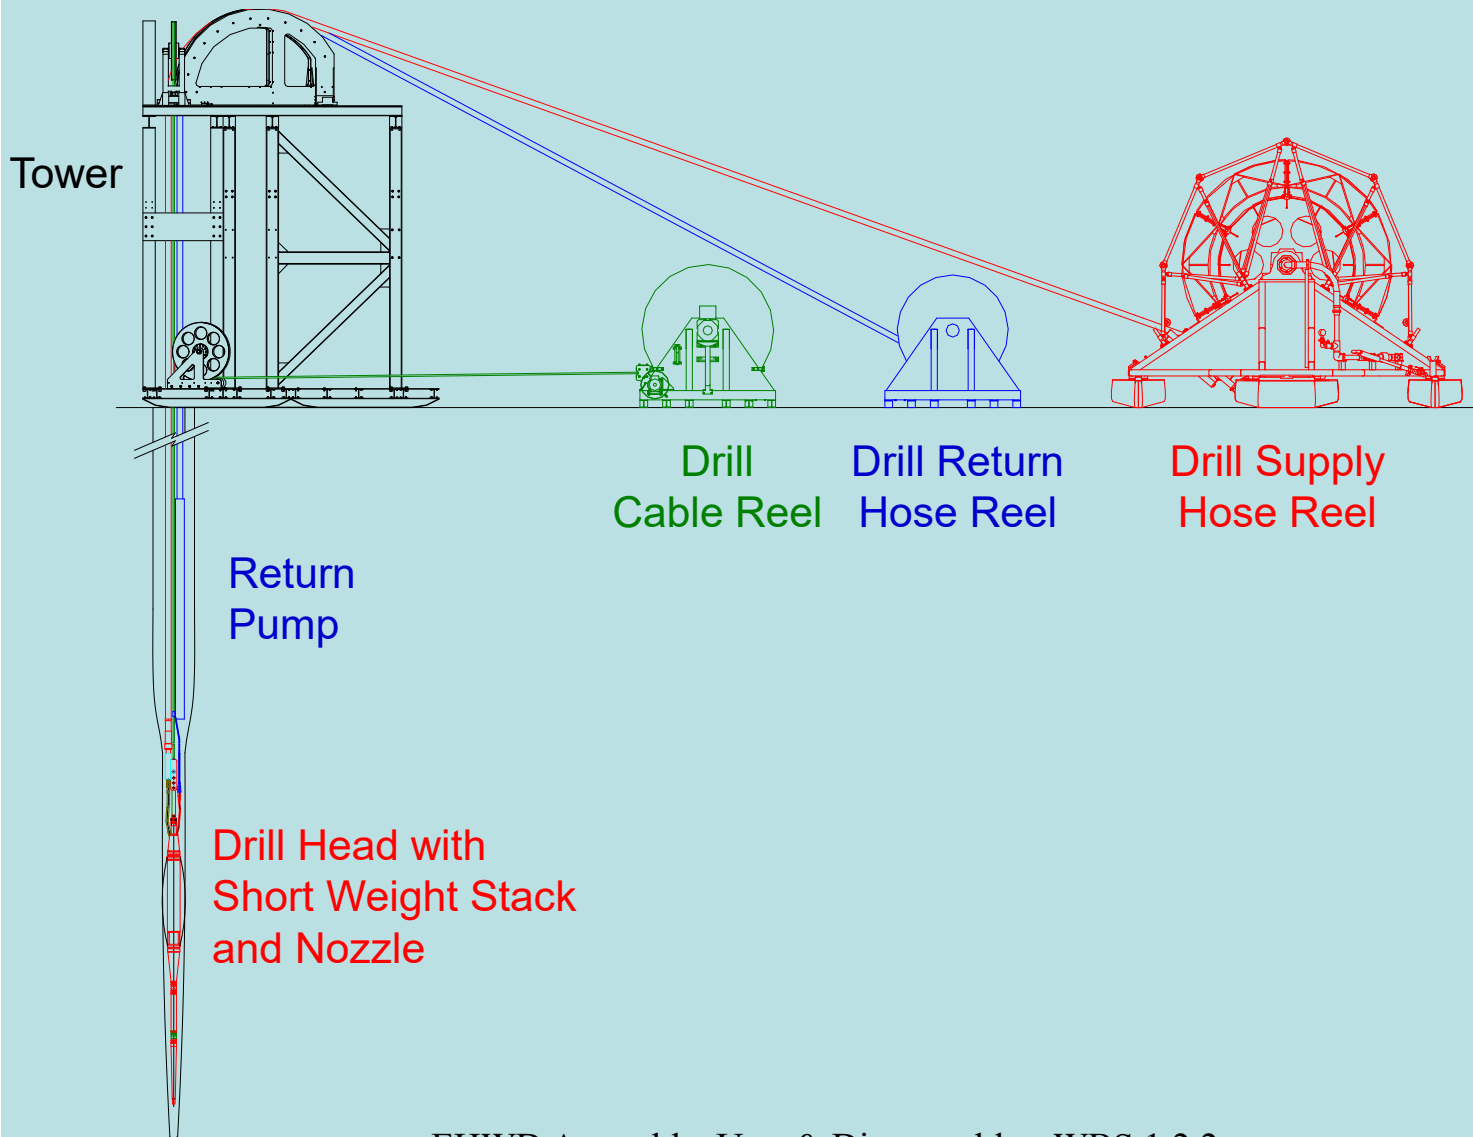 Tower
Drill
Cable Reel
Drill Return
Hose Reel
Drill Supply
Hose Reel
Return
Pump
Drill Head with
Short Weight Stack
and Nozzle